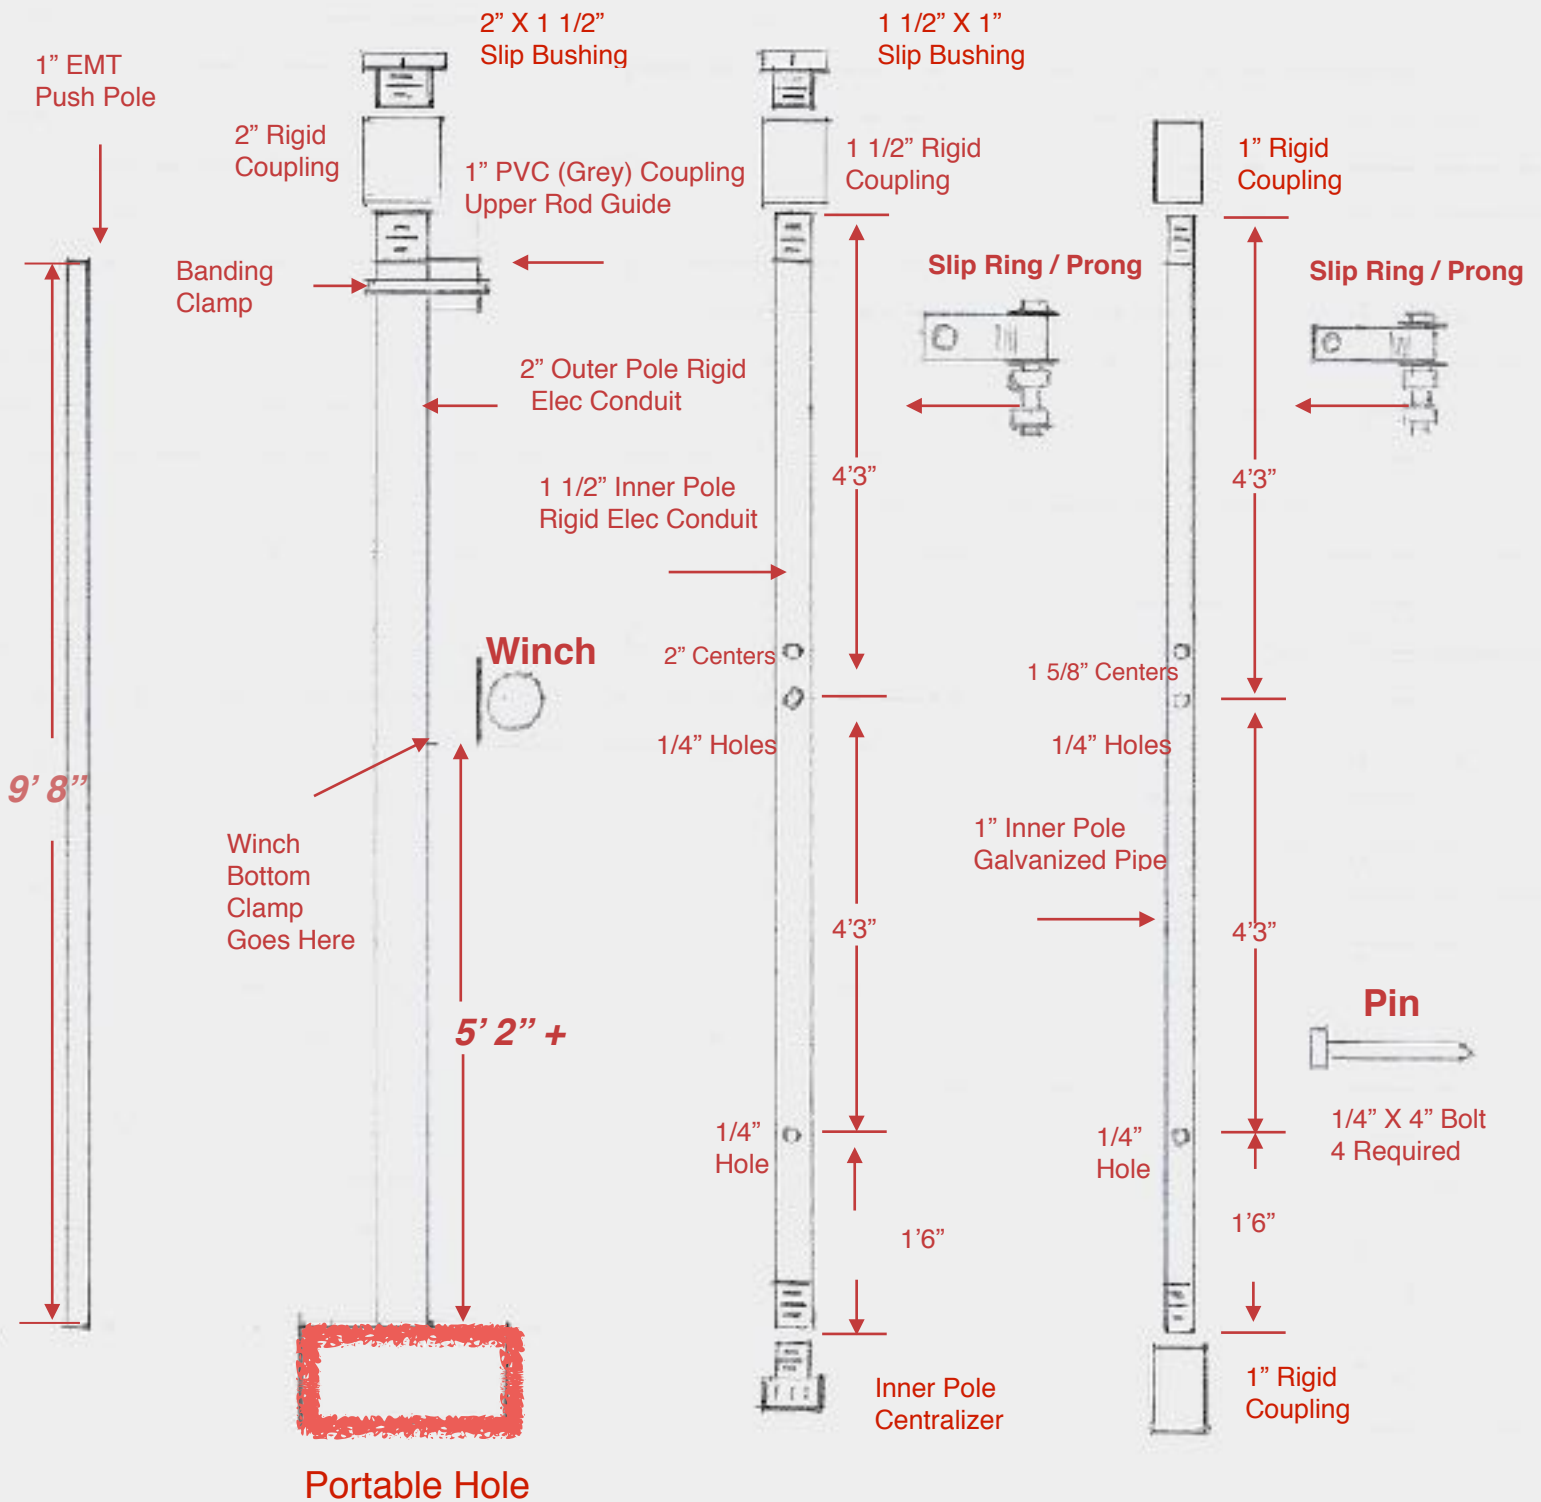 2” X 1 1/2”
Slip Bushing
1 1/2” X 1”
Slip Bushing
1” EMT
Push Pole
2” Rigid
Coupling
1” PVC (Grey) Coupling
Upper Rod Guide
1 1/2” Rigid
Coupling
1” Rigid
Coupling
Banding
Clamp
Slip Ring / Prong
Slip Ring / Prong
2” Outer Pole Rigid
Elec Conduit
4’3”
4’3”
1 1/2” Inner Pole
Rigid Elec Conduit
Winch
2” Centers
1 5/8” Centers
1/4” Holes
1/4” Holes
9’ 8”
Winch
Bottom
Clamp
Goes Here
1” Inner Pole
Galvanized Pipe
4’3”
4’3”
5’ 2” +
Pin
1/4” X 4” Bolt
4 Required
1/4”
Hole
1/4”
Hole
1’6”
1’6”
Inner Pole
Centralizer
1” Rigid
Coupling
Portable Hole